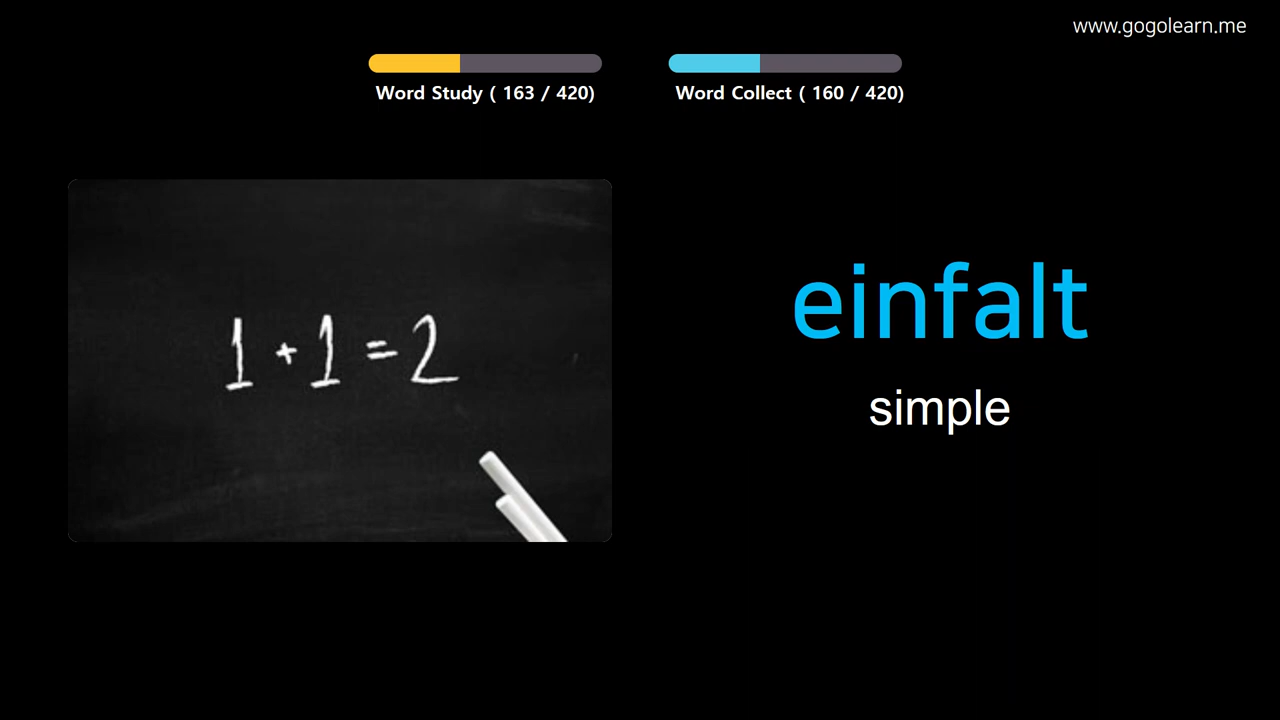 www.gogolearn.me
Word Study ( 163 / 420)
Word Collect ( 160 / 420)
1 + 1 = 2
einfalt
simple